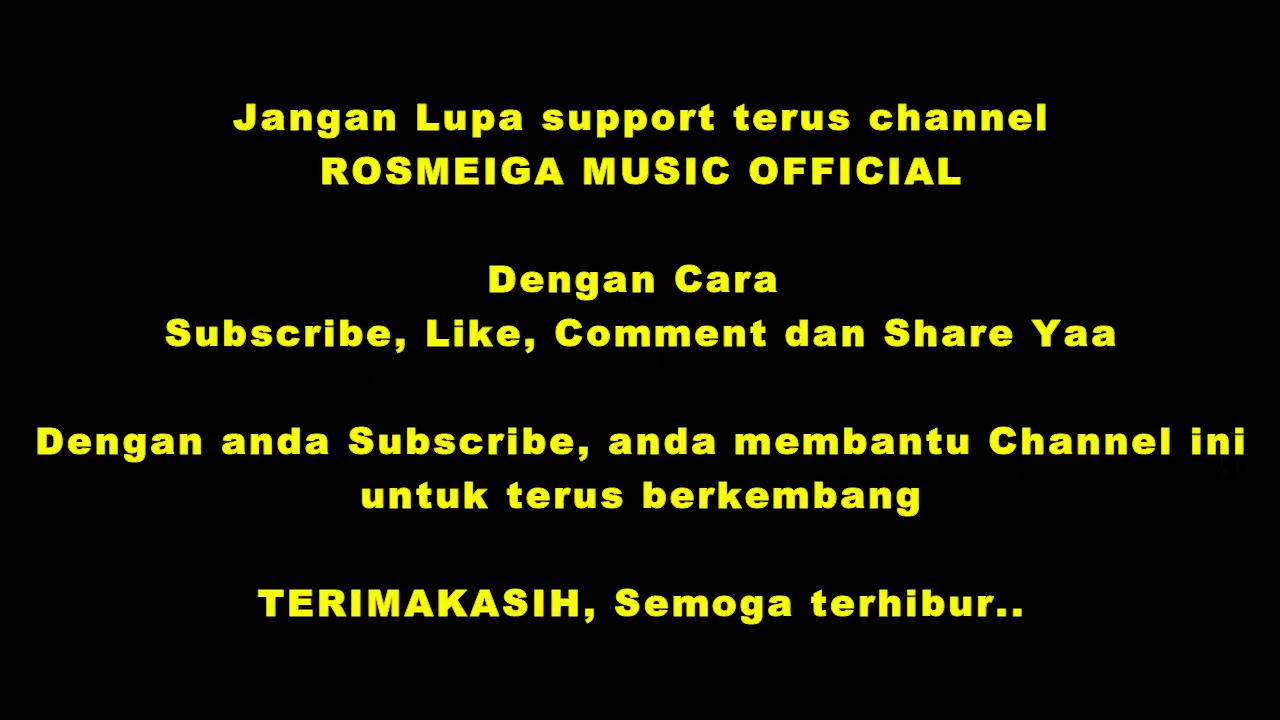 Jangan Lupa support terus channel
ROSMEIGA MUSIC OFFICIAL
Dengan Cara
Subscribe, Like, Comment dan Share Yaa
Dengan anda Subscribe, anda membantu Channel ini
untuk terus berkembang
TERIMAKASIH, Semoga terhibur..